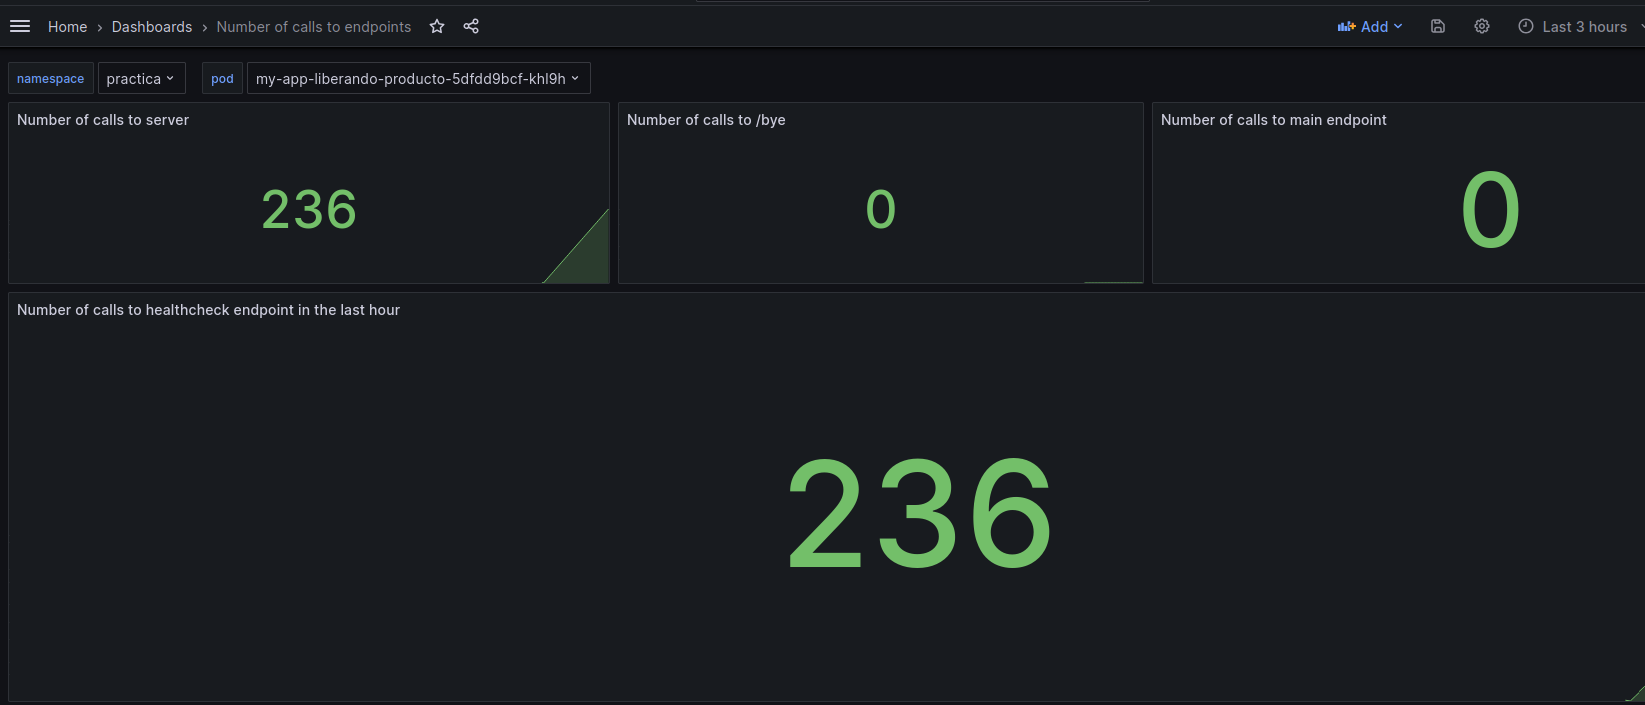 Home › Dashboards › Number of calls to endpoints Add Last 3 hours
namespace practica pod my-app-liberando-producto-5dfdd9bcf-khl9h
Number of calls to server
236
Number of calls to /bye
0
Number of calls to main endpoint
0
Number of calls to healthcheck endpoint in the last hour
236